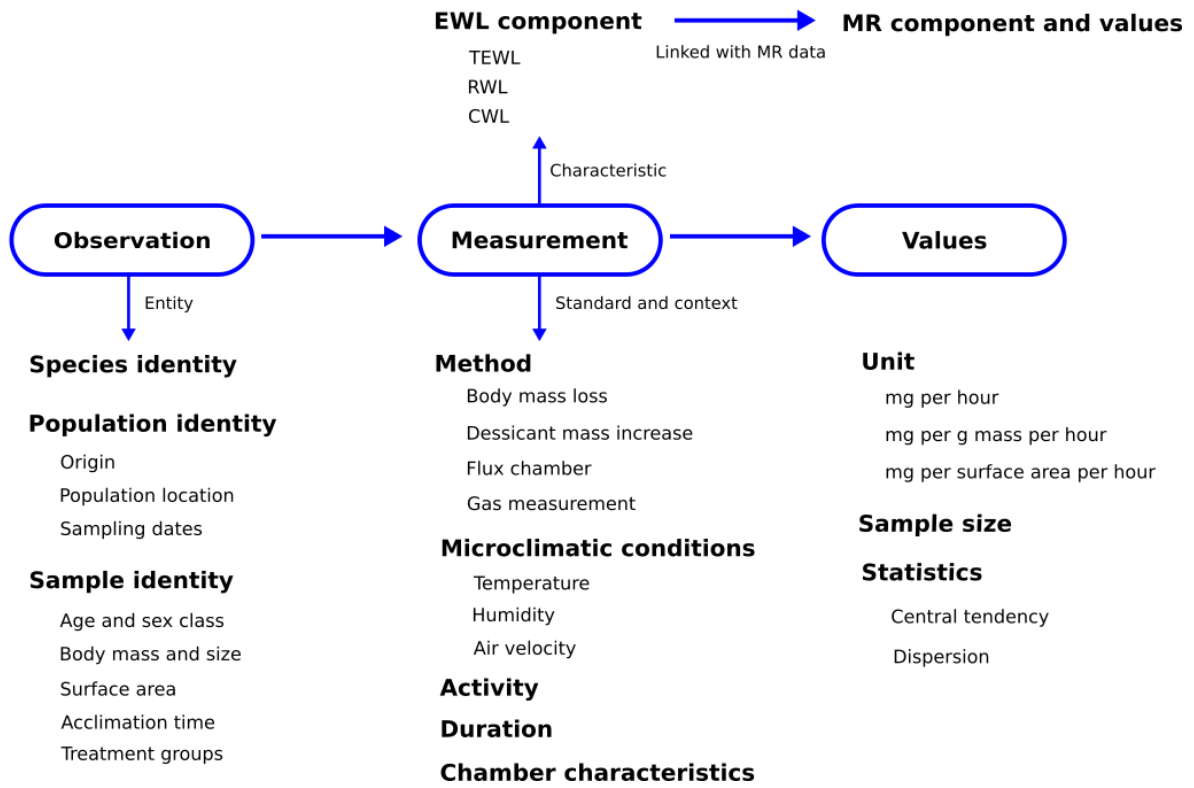 EWL component
MR component and values
Linked with MR data
TEWL
RWL
CWL
Characteristic
Observation
Measurement
Values
Entity
Standard and context
Species identity
Population identity
Origin
Population location
Sampling dates
Sample identity
Age and sex class
Body mass and size
Surface area
Acclimation time
Treatment groups
Method
Body mass loss
Dessicant mass increase
Flux chamber
Gas measurement
Microclimatic conditions
Temperature
Humidity
Air velocity
Activity
Duration
Chamber characteristics
Unit
mg per hour
mg per g mass per hour
mg per surface area per hour
Sample size
Statistics
Central tendency
Dispersion